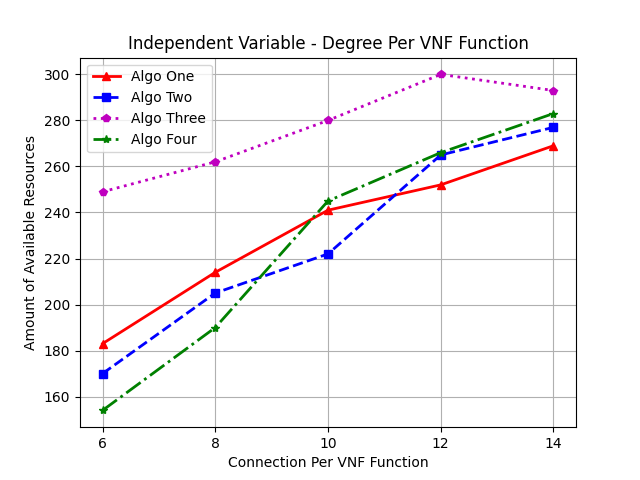 Independent Variable - Degree Per VNF Function
Algo One
Algo Two
Algo Three
Algo Four
Amount of Available Resources
300
280
260
240
220
200
180
160
6 8 10 12 14
Connection Per VNF Function